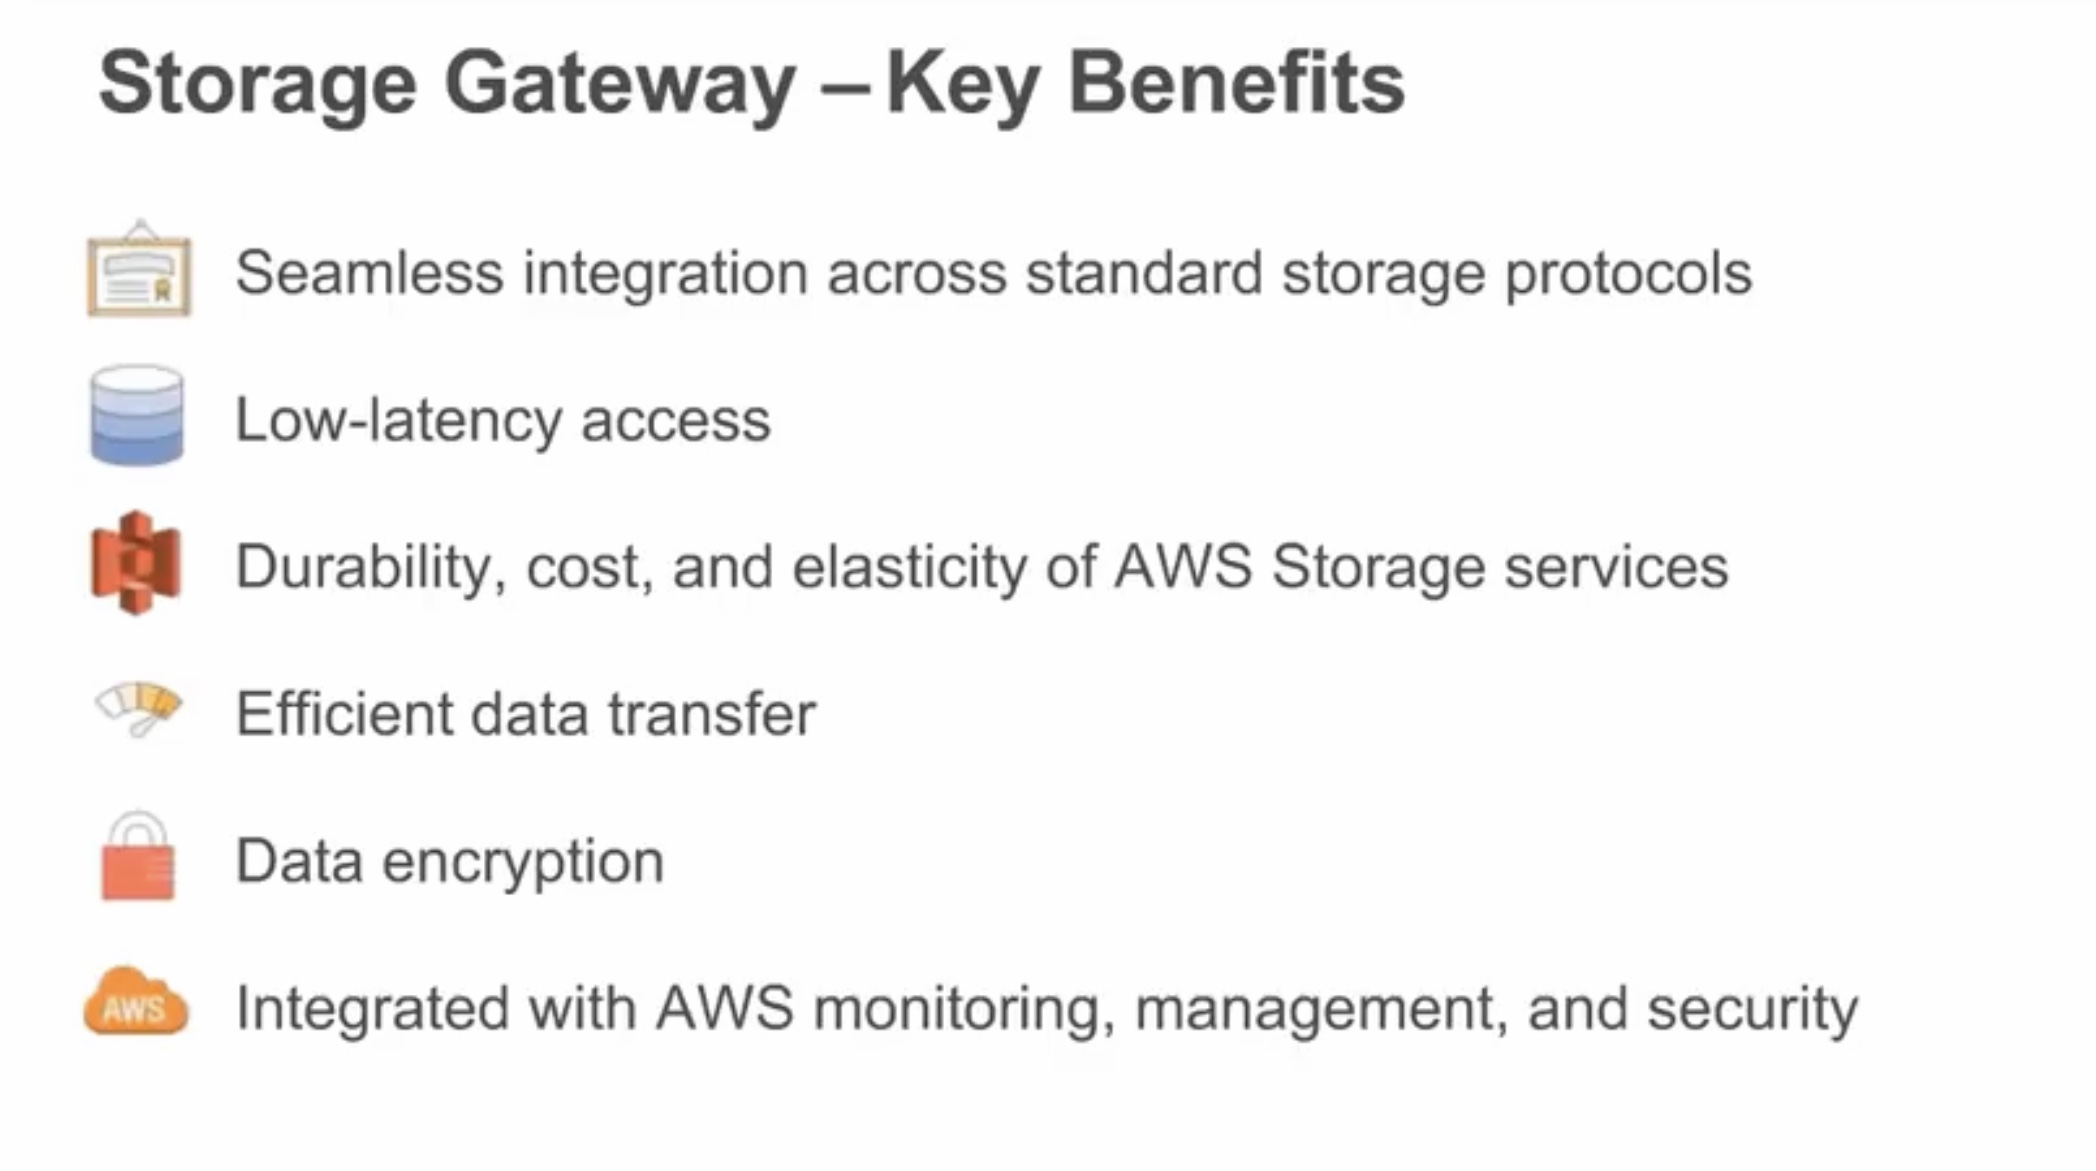 Storage Gateway – Key Benefits
Seamless integration across standard storage protocols
Low-latency access
Durability, cost, and elasticity of AWS Storage services
Efficient data transfer
Data encryption
AWS
Integrated with AWS monitoring, management, and security